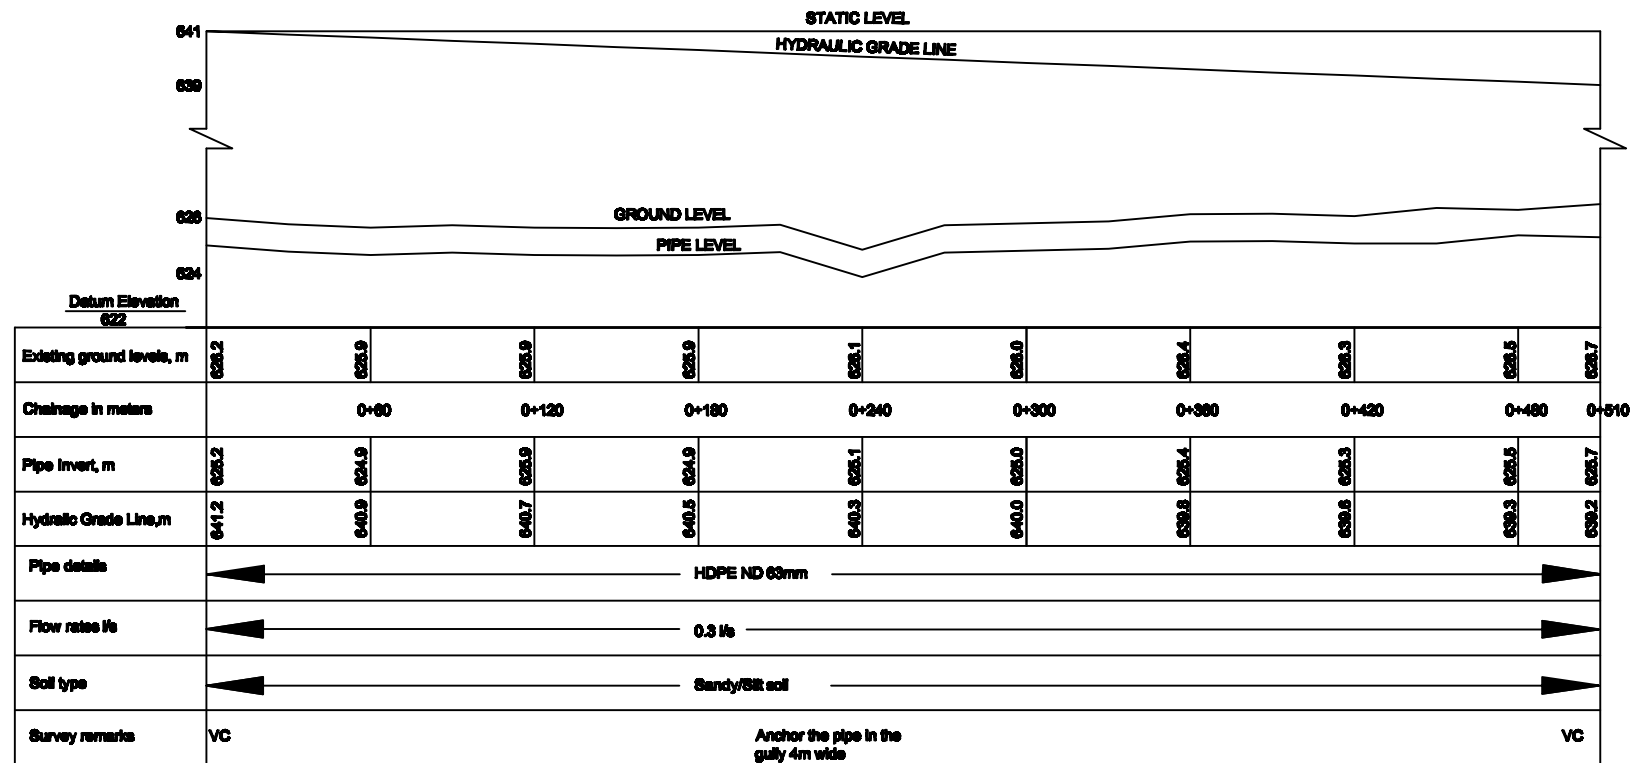 STATIC LEVEL
641
HYDRAULIC GRADE LINE
639
626
GROUND LEVEL
PIPE LEVEL
624
Datum Elevation
622
Existing ground levels, m 626.2 625.9 625.9 625.9 626.1 626.0 626.4 626.3 626.5 626.7
Chainage in meters 0+60 0+120 0+180 0+240 0+300 0+360 0+420 0+480 0+510
Pipe Invert, m 625.2 624.9 625.9 624.9 625.1 625.0 625.4 625.3 625.5 625.7
Hydralic Grade Line,m 641.2 640.9 640.7 640.5 640.3 640.0 639.8 639.6 639.3 639.2
Pipe details HDPE ND 63mm
Flow rates l/s 0.3 l/s
Soil type Sandy/Silt soil
Survey remarks VC Anchor the pipe in the VC
gully 4m wide